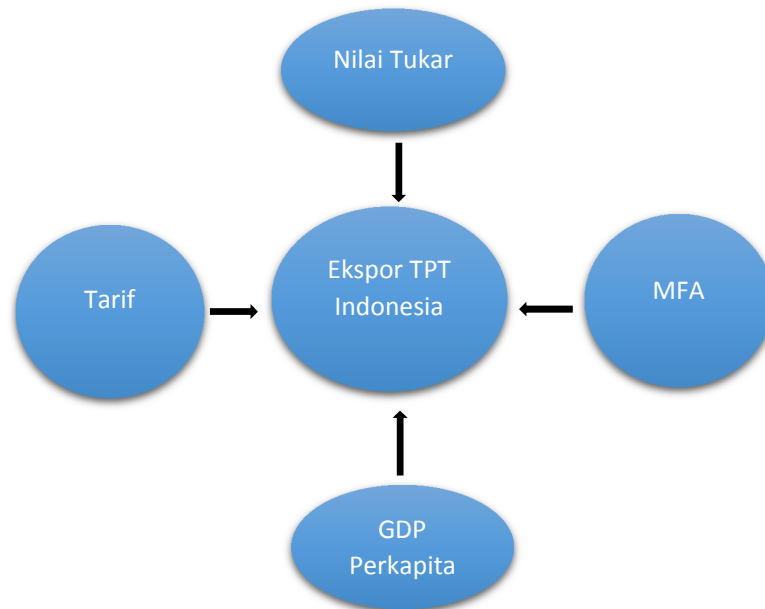 Nilai Tukar
Tarif
Ekspor TPT
Indonesia
MFA
GDP
Perkapita